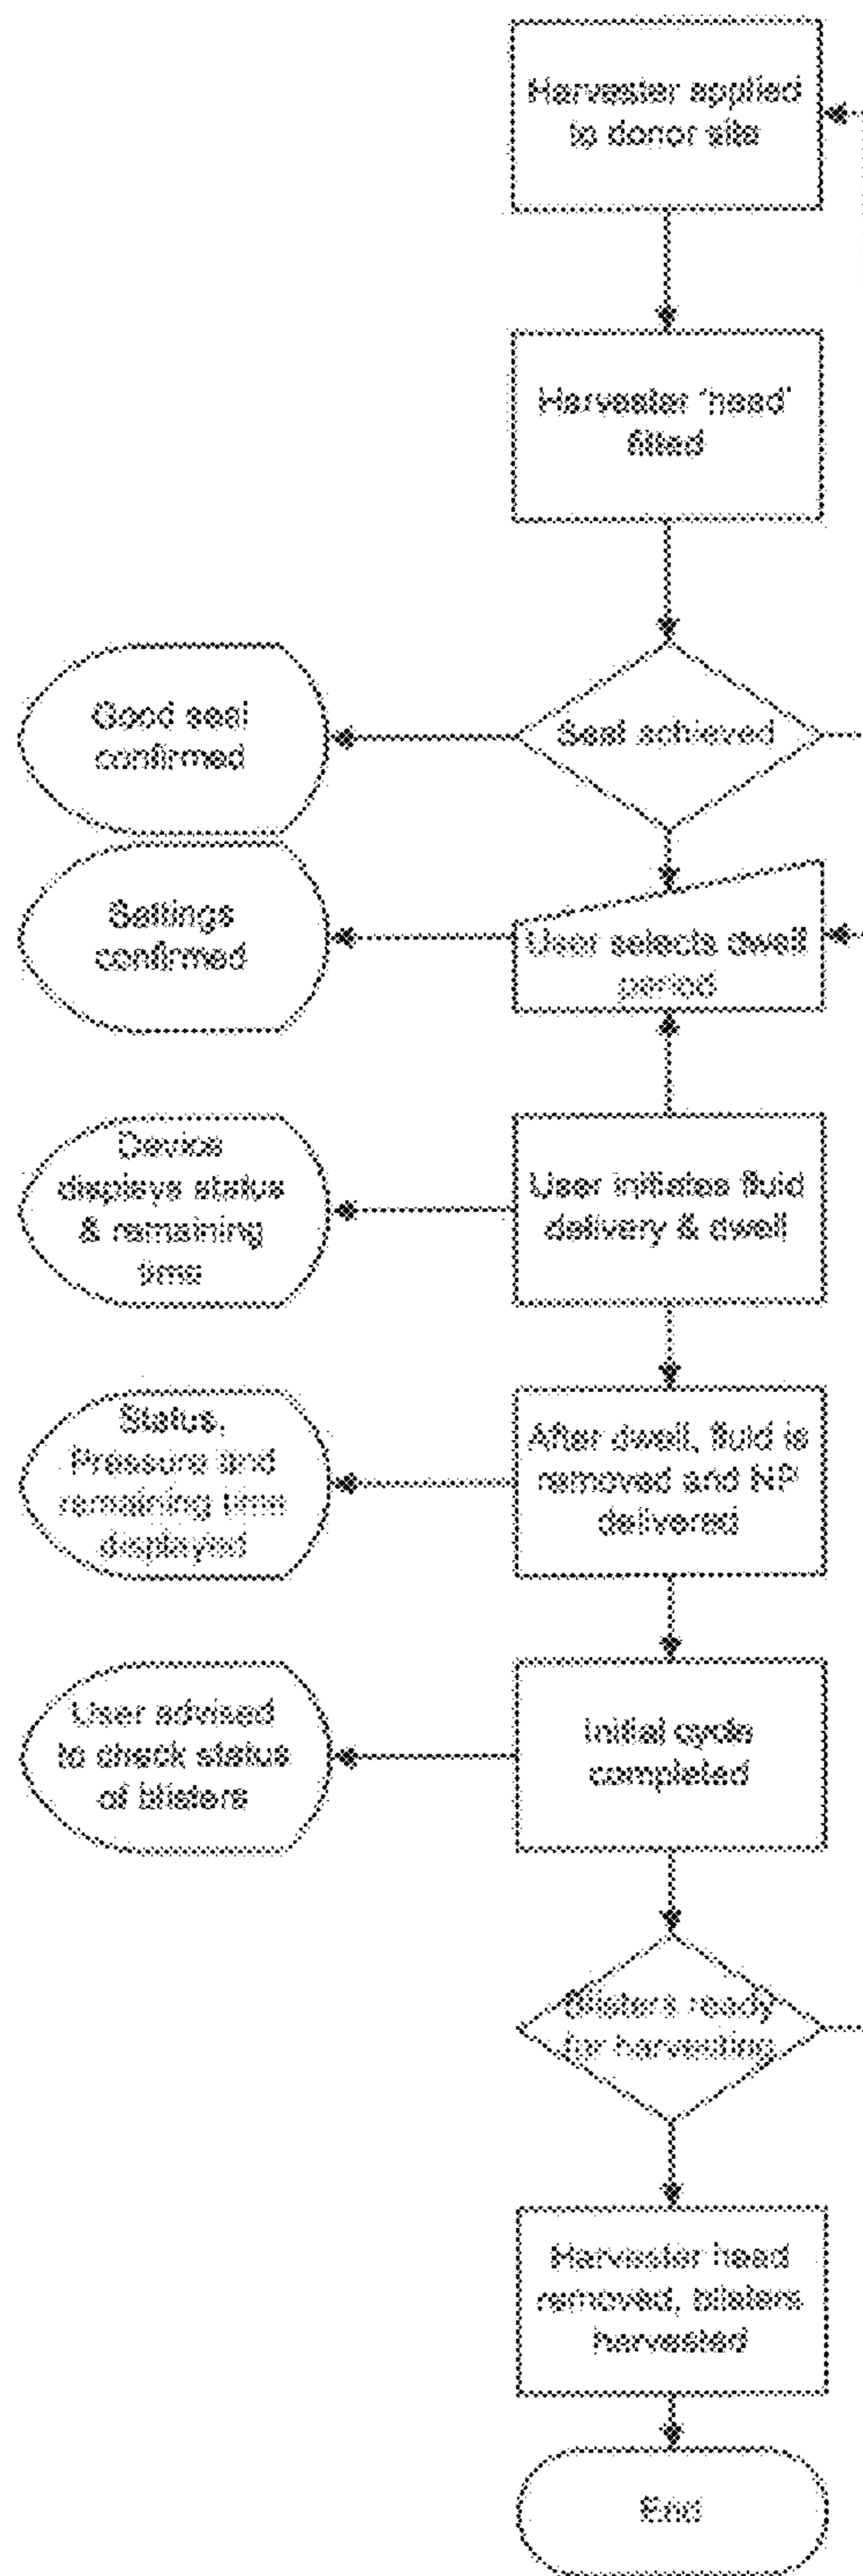 Harvester applied
to donor site
Harvester 'head'
fitted
Good seal
confirmed
Seal achieved
Settings
confirmed
User selects dwell
period
Device
displays status
& remaining
time
User initiates fluid
delivery & dwell
Status,
Pressure and
remaining time
displayed
After dwell, fluid is
removed and NP
delivered
User advised
to check status
of blisters
Initial cycle
completed
Blisters ready
for harvesting
Harvester head
removed, blisters
harvested
End